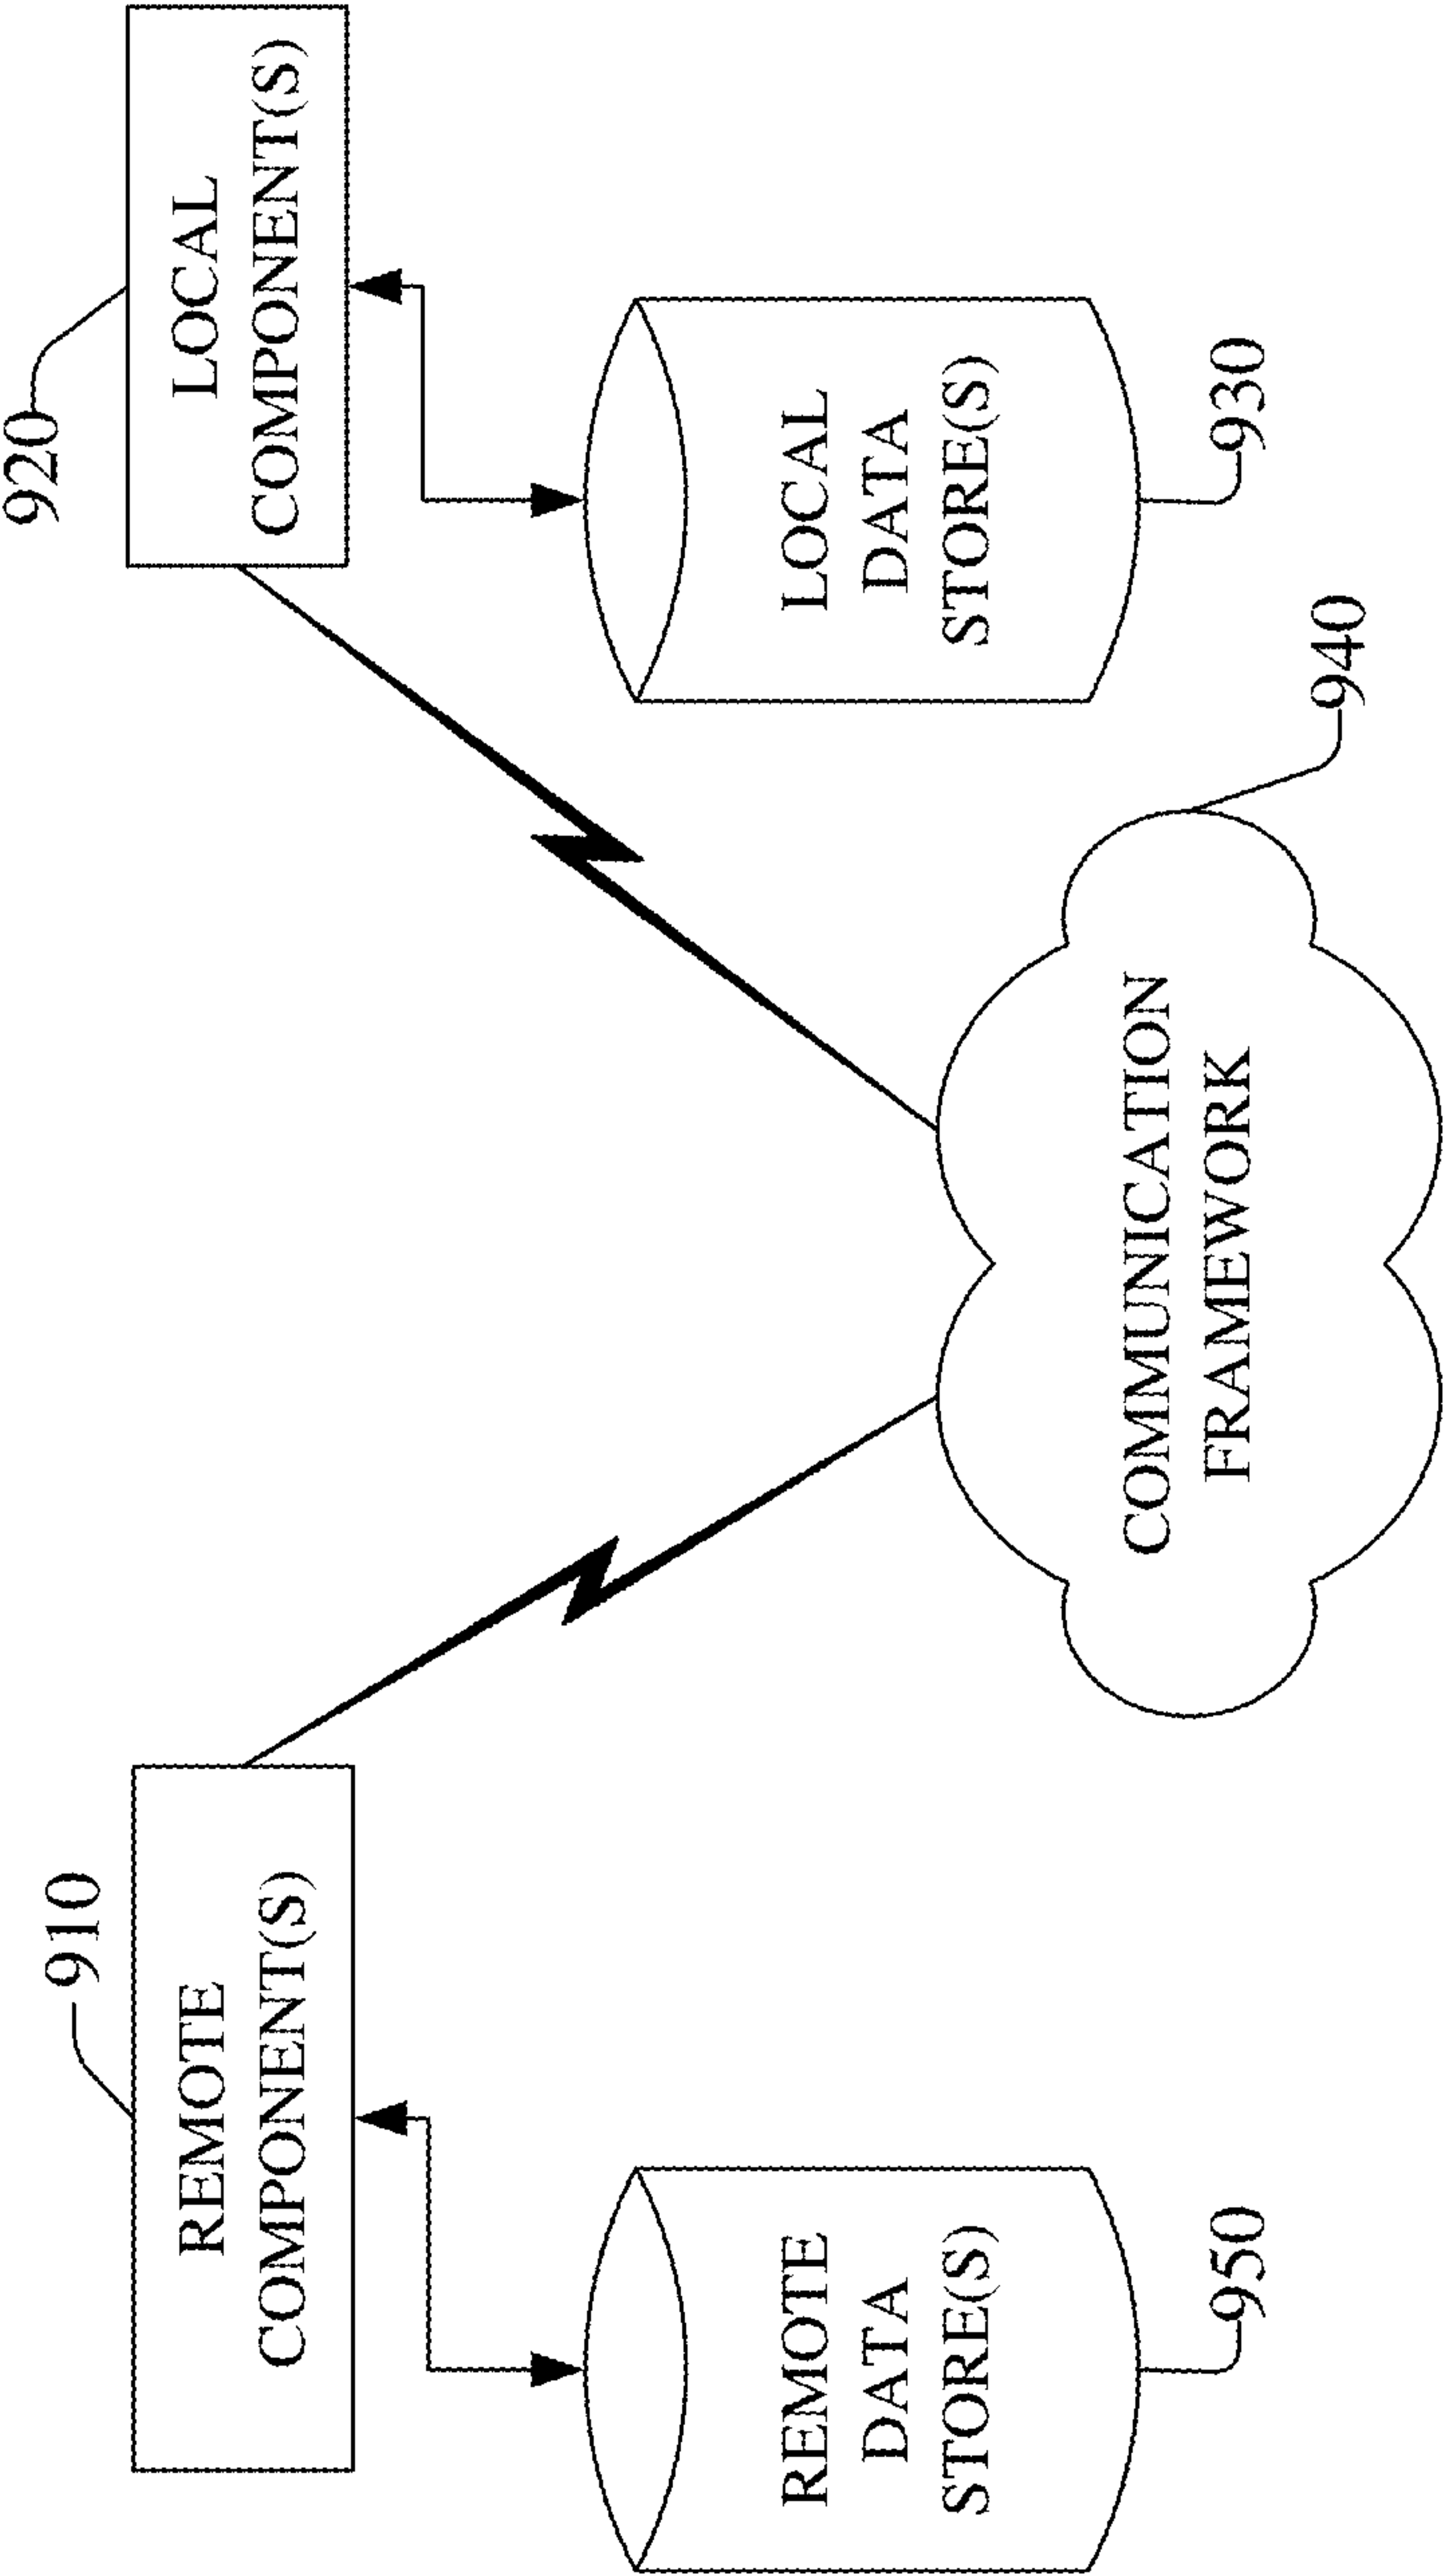 910
920
REMOTE
COMPONENT(S)
LOCAL
COMPONENT(S)
REMOTE
DATA
STORE(S)
950
COMMUNICATION
FRAMEWORK
940
LOCAL
DATA
STORE(S)
930